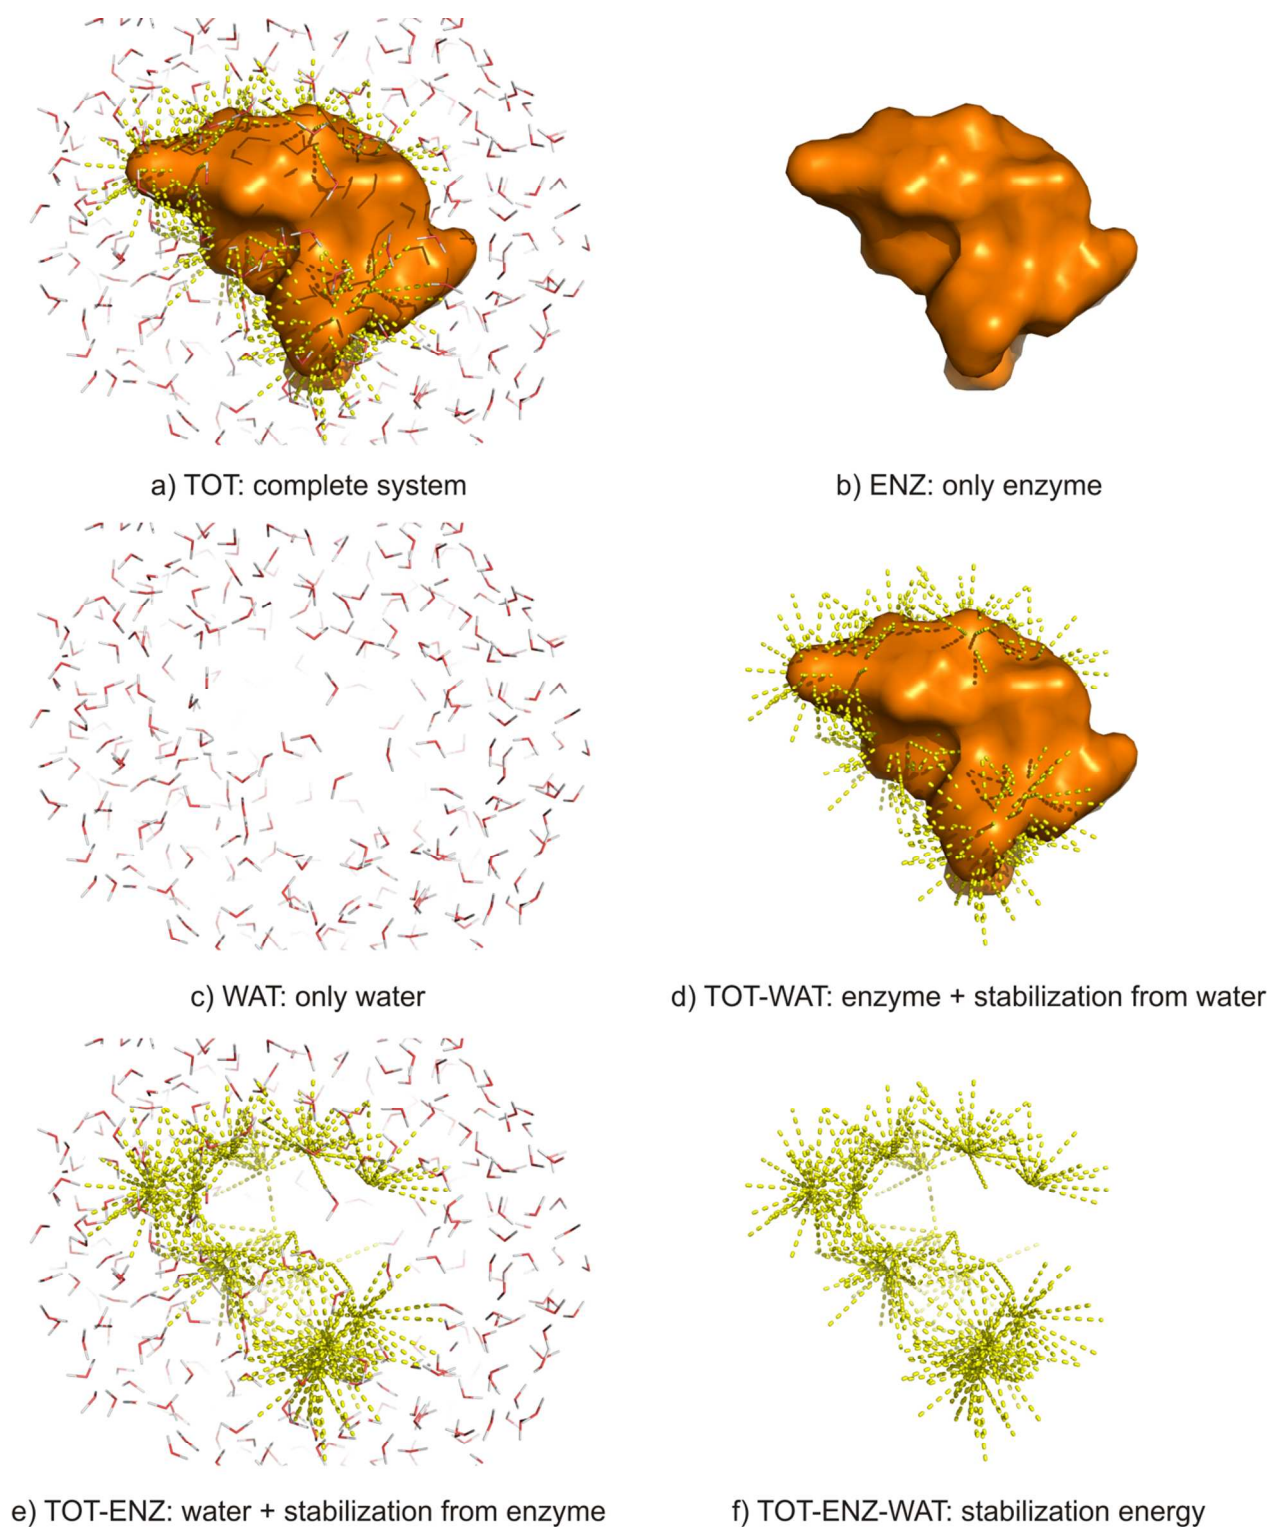 a) TOT: complete system
b) ENZ: only enzyme
c) WAT: only water
d) TOT-WAT: enzyme + stabilization from water
e) TOT-ENZ: water + stabilization from enzyme
f) TOT-ENZ-WAT: stabilization energy